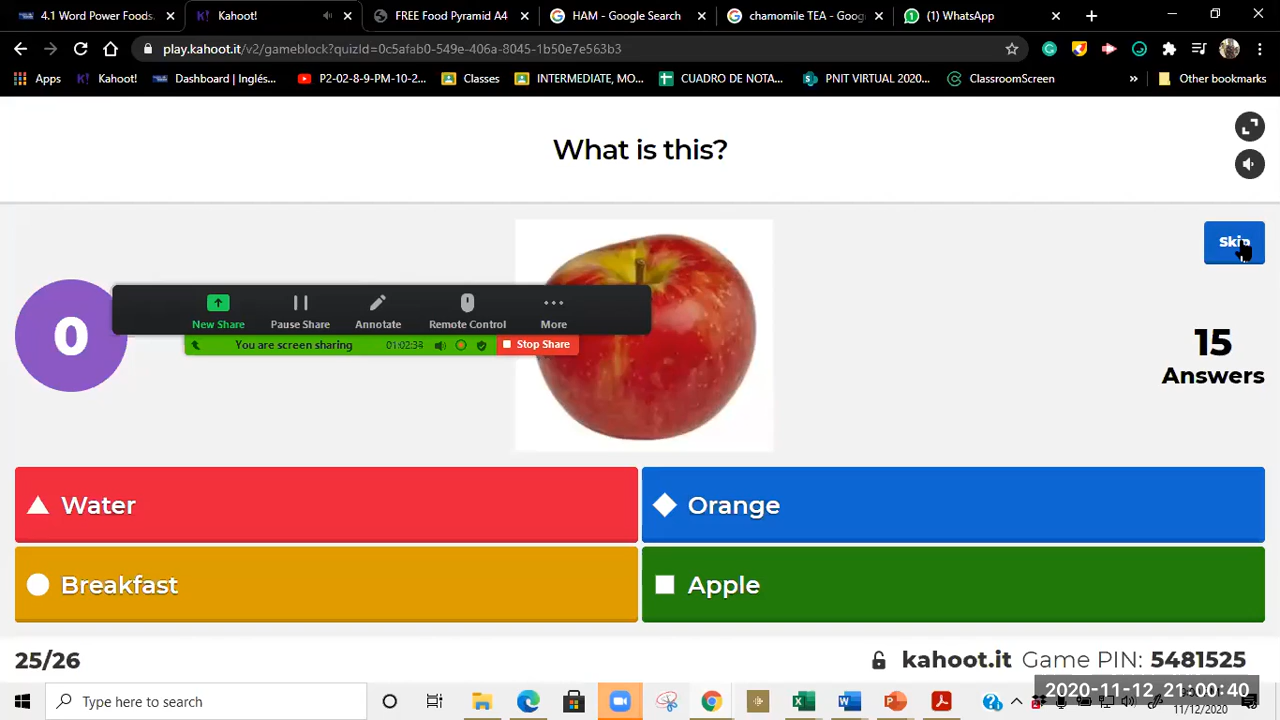 4.1 Word Power Foods.
Kahoot!
FREE Food Pyramid A4
HAM - Google Search
chamomile TEA - Goog
(1) WhatsApp
play.kahoot.it/v2/gameblock?quizId=0c5afab0-549e-406a-8045-1b50e7e563b3
Apps
Kahoot!
Dashboard | Inglés...
P2-02-8-9-PM-10-2...
Classes
INTERMEDIATE, MO...
CUADRO DE NOTA...
PNIT VIRTUAL 2020...
ClassroomScreen
»
Other bookmarks
What is this?
Skip
0
New Share
Pause Share
Annotate
Remote Control
More
You are screen sharing
01:02:38
Stop Share
15
Answers
Water
Orange
Breakfast
Apple
25/26
kahoot.it Game PIN: 5481525
Type here to search
2020-11-12 21:00:40
11/12/2020